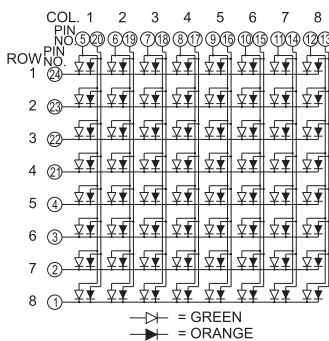 COL. 1 2 3 4 5 6 7 8
PIN
NO. 5 20 6 19 7 18 8 17 9 16 10 15 11 14 12 13
ROW PIN
NO.
1 24
2 23
3 22
4 21
5 4
6 3
7 2
8 1
= GREEN
= ORANGE